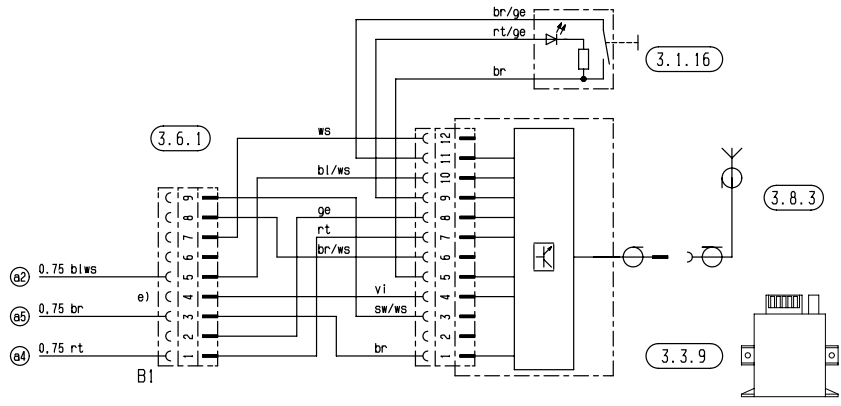 br/ge
rt/ge
3.1.16
br
3.6.1
ws
12
11
bl/ws
10
9
9
3.8.3
8
ge
8
7
rt
7
6
br/ws
6
a2 0.75 blws
5
5
e)
4
vi
4
a5 0,75 br
3
sw/ws
3
2
2
a4 0,75 rt
1
br
1
3.3.9
B1